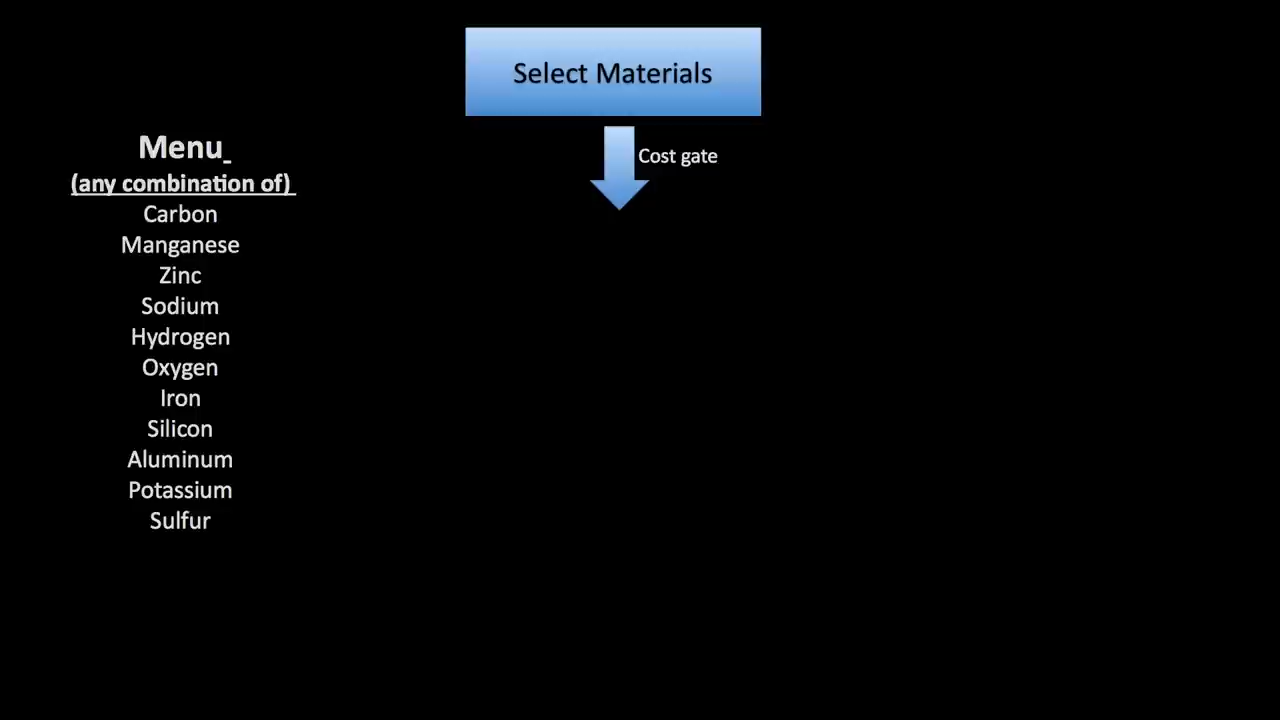 Select Materials
Cost gate
Menu
(any combination of)
Carbon
Manganese
Zinc
Sodium
Hydrogen
Oxygen
Iron
Silicon
Aluminum
Potassium
Sulfur